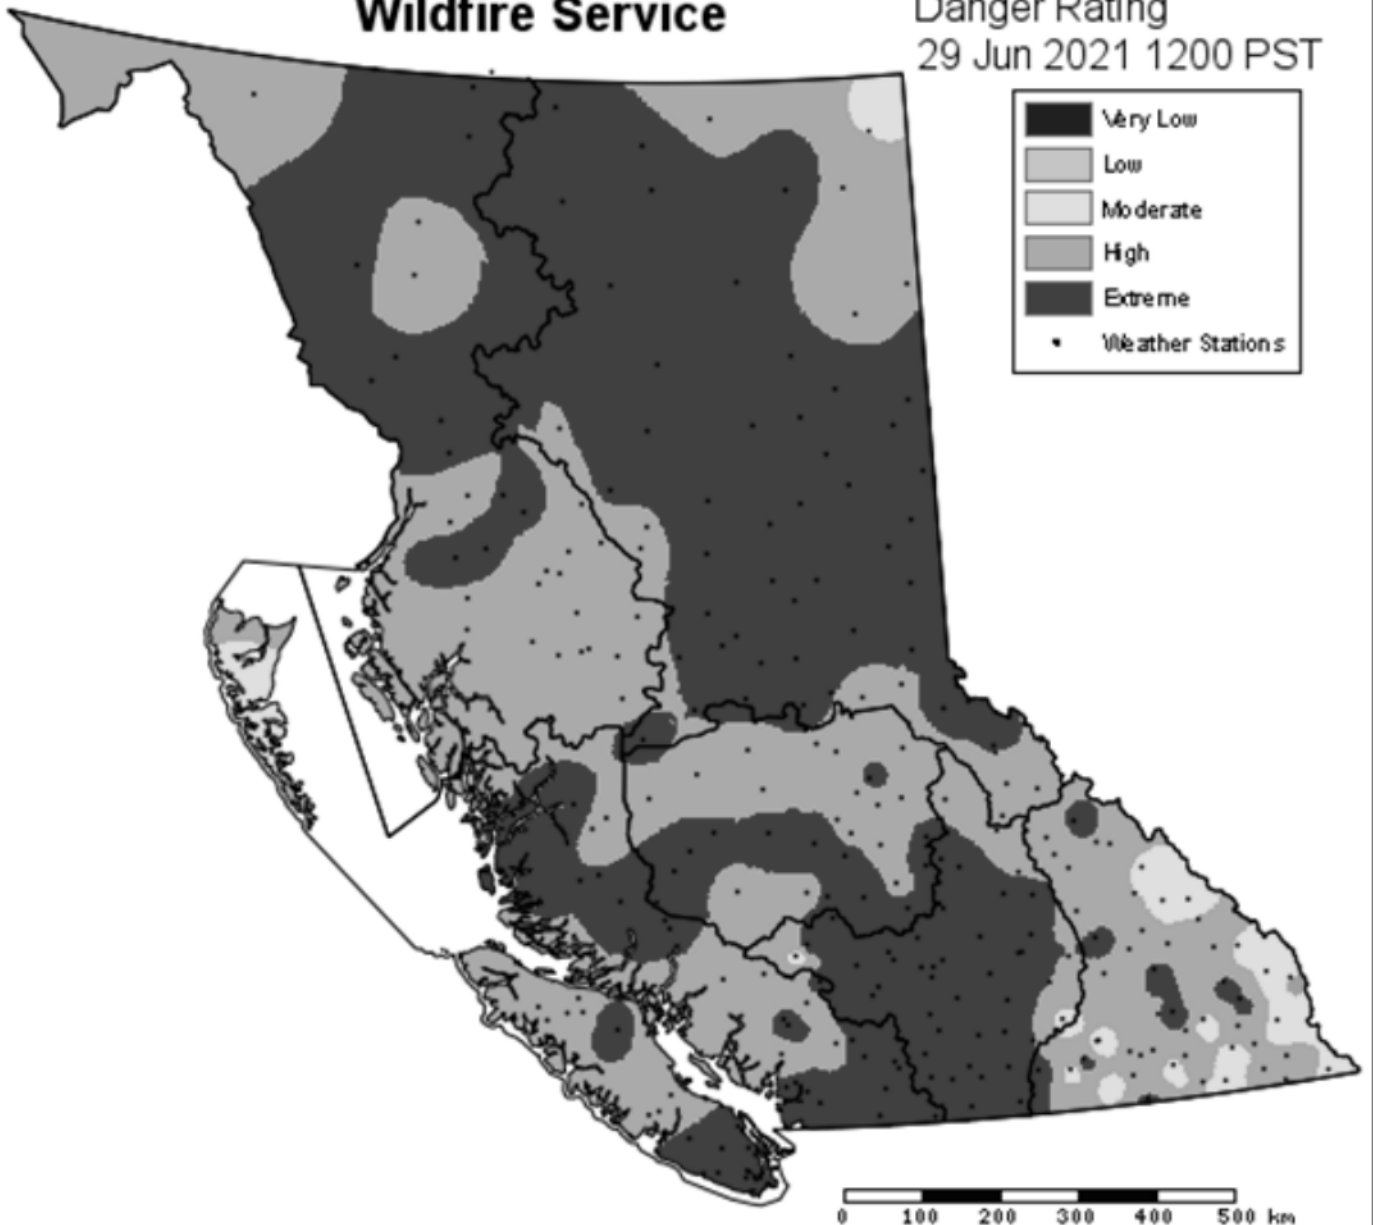 Wildfire Service
Danger Rating
29 Jun 2021 1200 PST
Very Low
Low
Moderate
High
Extreme
Weather Stations
0 100 200 300 400 500 km